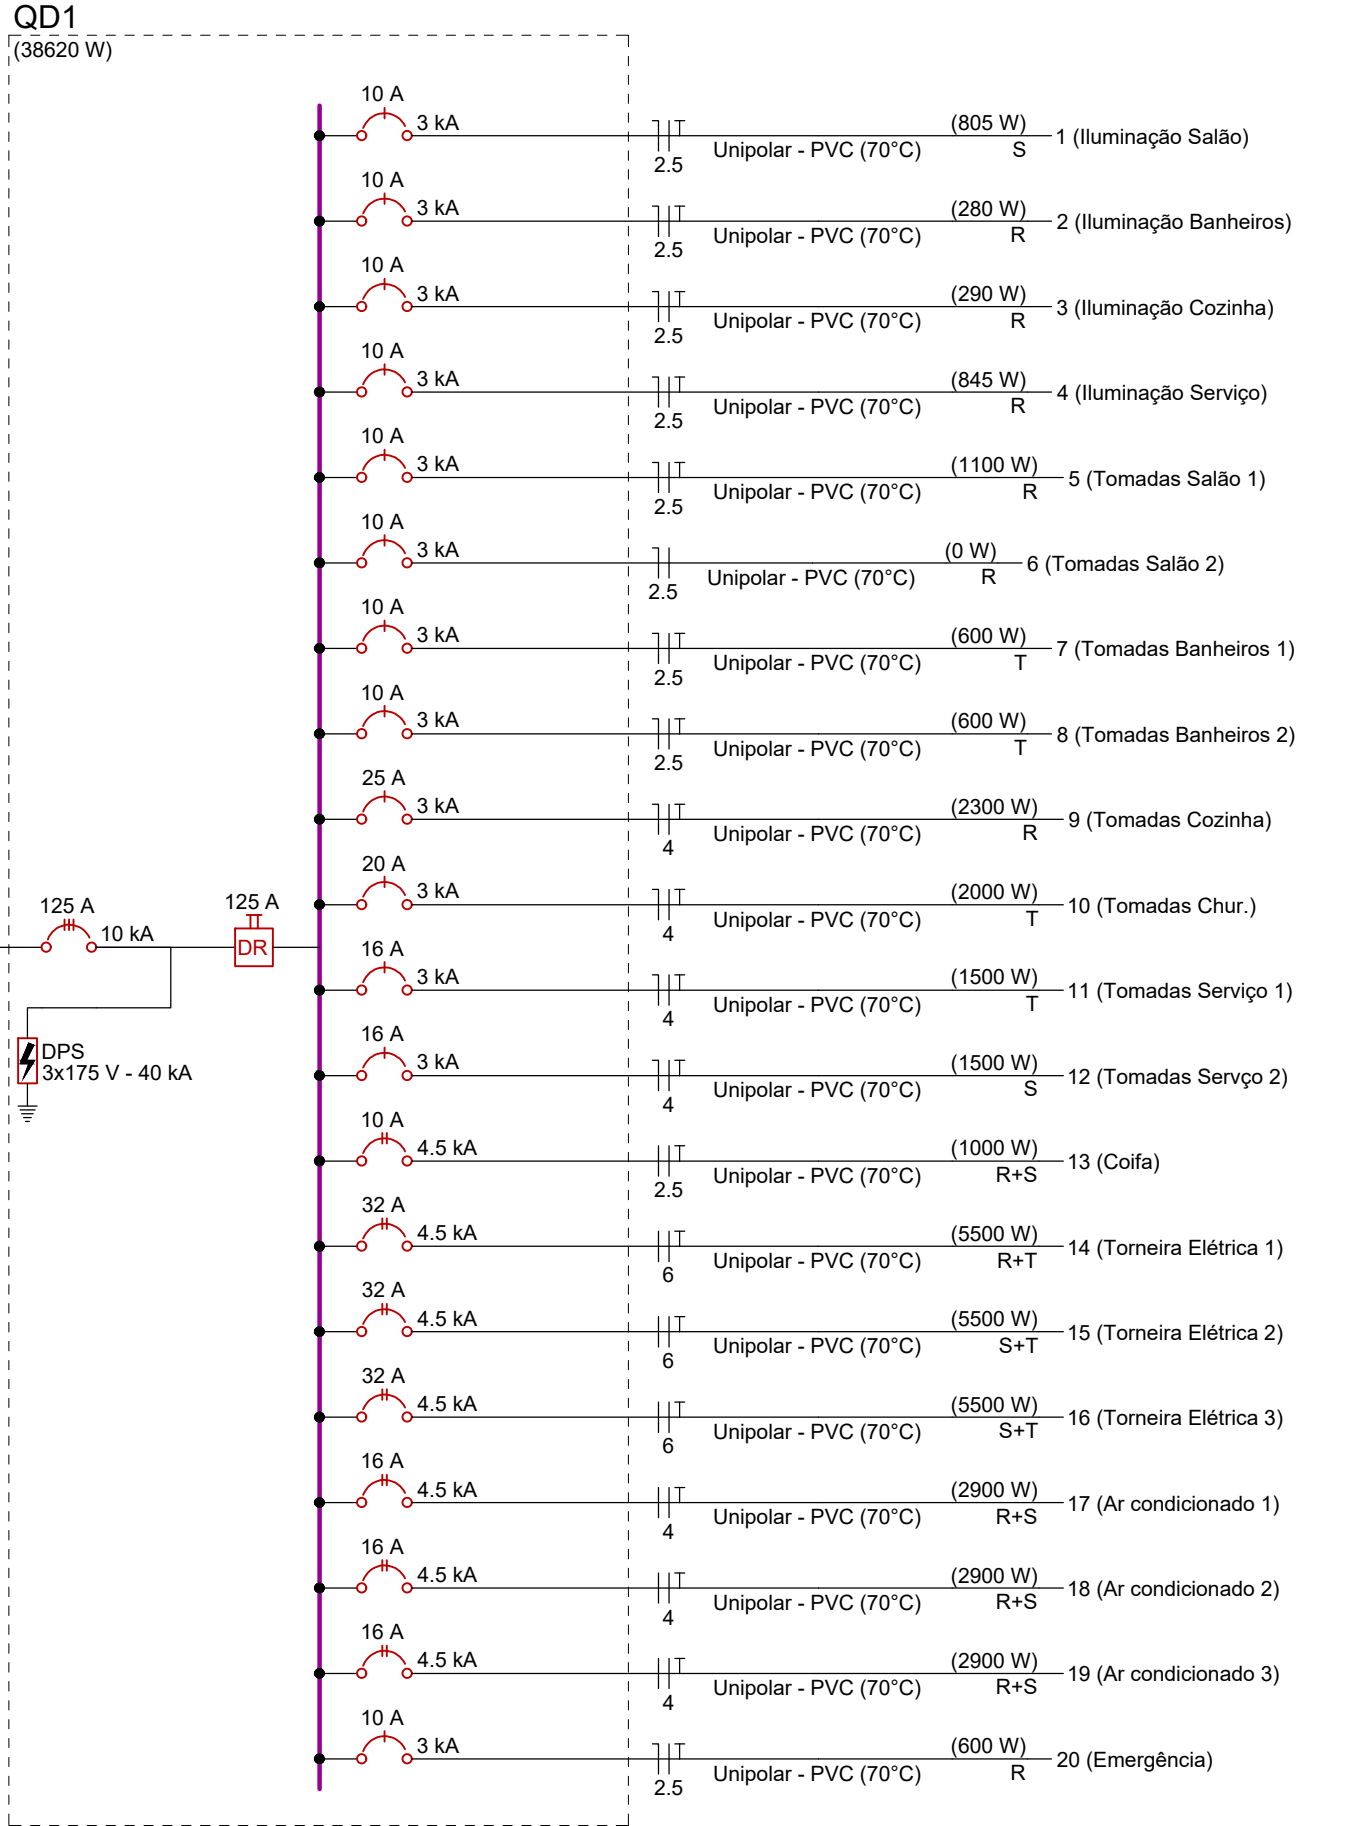 QD1
(38620 W)
10 A
3 kA
2.5
Unipolar - PVC (70°C)
(805 W)
S
1 (Iluminação Salão)
10 A
3 kA
2.5
Unipolar - PVC (70°C)
(280 W)
R
2 (Iluminação Banheiros)
10 A
3 kA
2.5
Unipolar - PVC (70°C)
(290 W)
R
3 (Iluminação Cozinha)
10 A
3 kA
2.5
Unipolar - PVC (70°C)
(845 W)
R
4 (Iluminação Serviço)
10 A
3 kA
2.5
Unipolar - PVC (70°C)
(1100 W)
R
5 (Tomadas Salão 1)
10 A
3 kA
2.5
Unipolar - PVC (70°C)
(0 W)
R
6 (Tomadas Salão 2)
10 A
3 kA
2.5
Unipolar - PVC (70°C)
(600 W)
T
7 (Tomadas Banheiros 1)
10 A
3 kA
2.5
Unipolar - PVC (70°C)
(600 W)
T
8 (Tomadas Banheiros 2)
25 A
3 kA
4
Unipolar - PVC (70°C)
(2300 W)
R
9 (Tomadas Cozinha)
20 A
3 kA
4
Unipolar - PVC (70°C)
(2000 W)
T
10 (Tomadas Chur.)
125 A
10 kA
125 A
DR
DPS
3x175 V - 40 kA
16 A
3 kA
4
Unipolar - PVC (70°C)
(1500 W)
T
11 (Tomadas Serviço 1)
16 A
3 kA
4
Unipolar - PVC (70°C)
(1500 W)
S
12 (Tomadas Servço 2)
10 A
4.5 kA
2.5
Unipolar - PVC (70°C)
(1000 W)
R+S
13 (Coifa)
32 A
4.5 kA
6
Unipolar - PVC (70°C)
(5500 W)
R+T
14 (Torneira Elétrica 1)
32 A
4.5 kA
6
Unipolar - PVC (70°C)
(5500 W)
S+T
15 (Torneira Elétrica 2)
32 A
4.5 kA
6
Unipolar - PVC (70°C)
(5500 W)
S+T
16 (Torneira Elétrica 3)
16 A
4.5 kA
4
Unipolar - PVC (70°C)
(2900 W)
R+S
17 (Ar condicionado 1)
16 A
4.5 kA
4
Unipolar - PVC (70°C)
(2900 W)
R+S
18 (Ar condicionado 2)
16 A
4.5 kA
4
Unipolar - PVC (70°C)
(2900 W)
R+S
19 (Ar condicionado 3)
10 A
3 kA
2.5
Unipolar - PVC (70°C)
(600 W)
R
20 (Emergência)